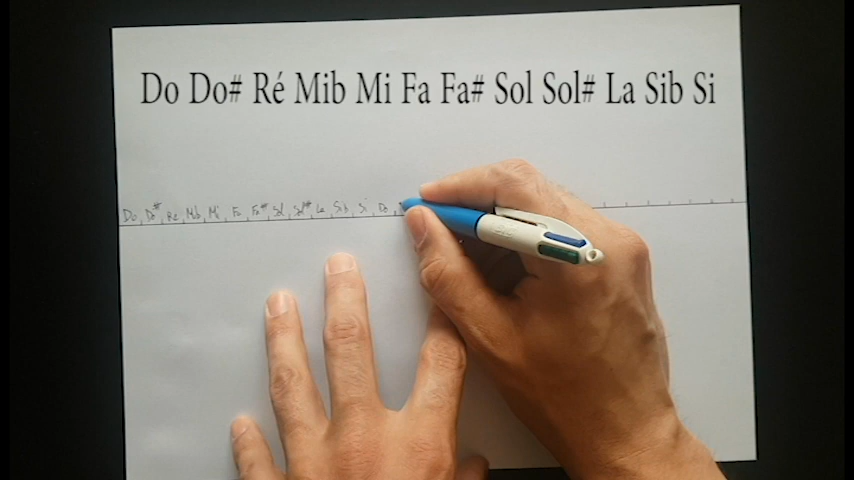 Do Do# Ré Mib Mi Fa Fa# Sol Sol# La Sib Si
Do Do# Ré Mib Mi Fa Fa# Sol Sol# La Sib Si Do